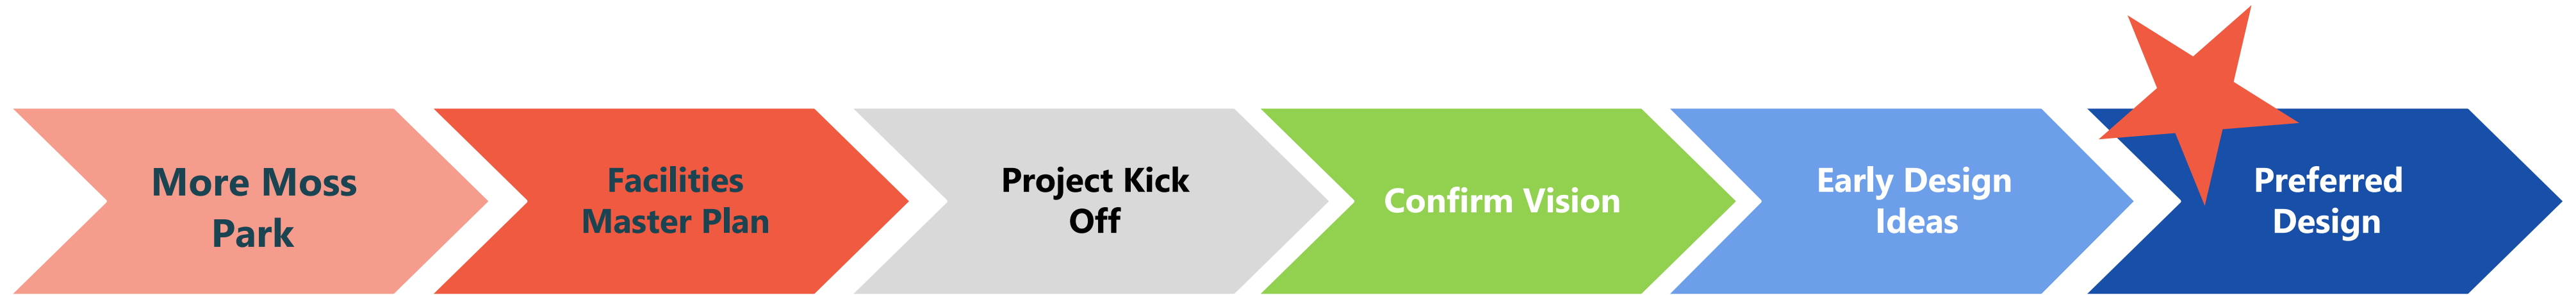 More Moss
Park
Facilities
Master Plan
Project Kick
Off
Confirm Vision
Early Design
Ideas
Preferred
Design